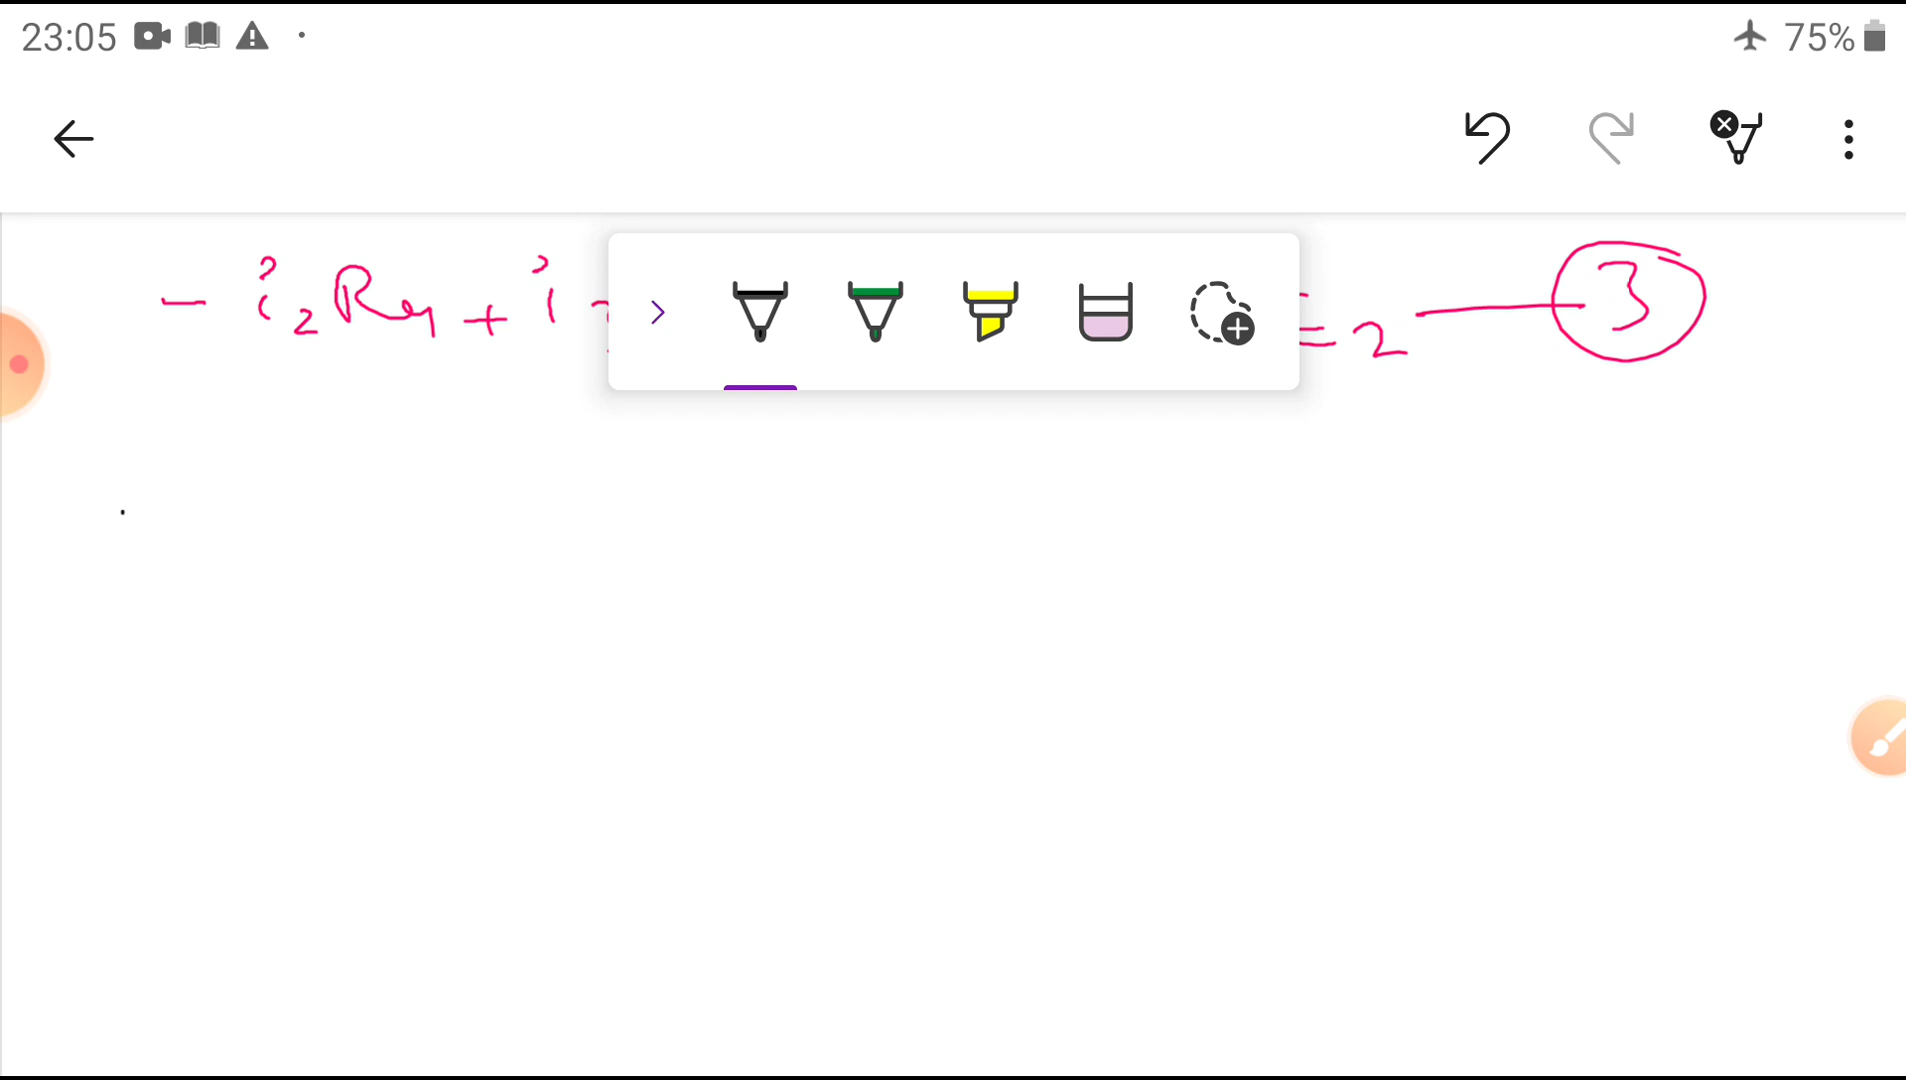 23:05 75%
- i₂R₄ + i = 2 — 3